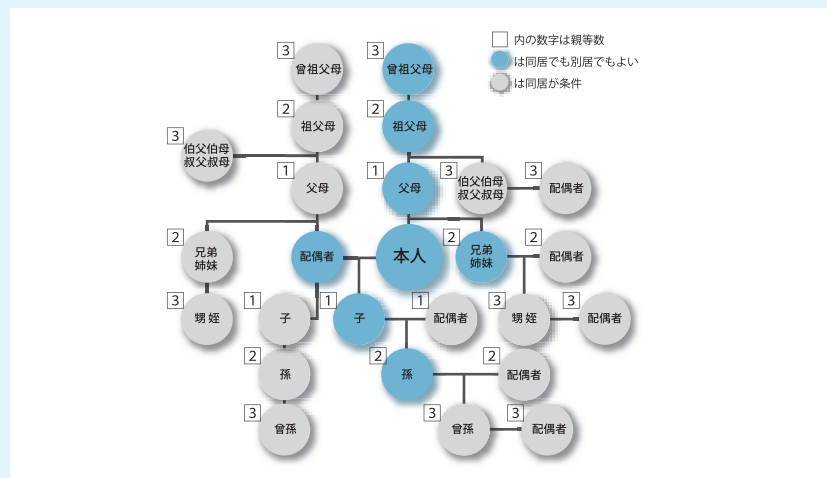 □ 内の数字は親等数
は同居でも別居でもよい
は同居が条件
3 曾祖父母
3 曾祖父母
2 祖父母
2 祖父母
3 伯父伯母
叔父叔母
1 父母
1 父母
3 伯父伯母
叔父叔母
3 配偶者
2 兄弟
姉妹
配偶者
本人
2 兄弟
姉妹
2 配偶者
3 甥姪
1 子
1 子
1 配偶者
3 甥姪
3 配偶者
2 孫
2 孫
2 配偶者
3 曾孫
3 曾孫
3 配偶者